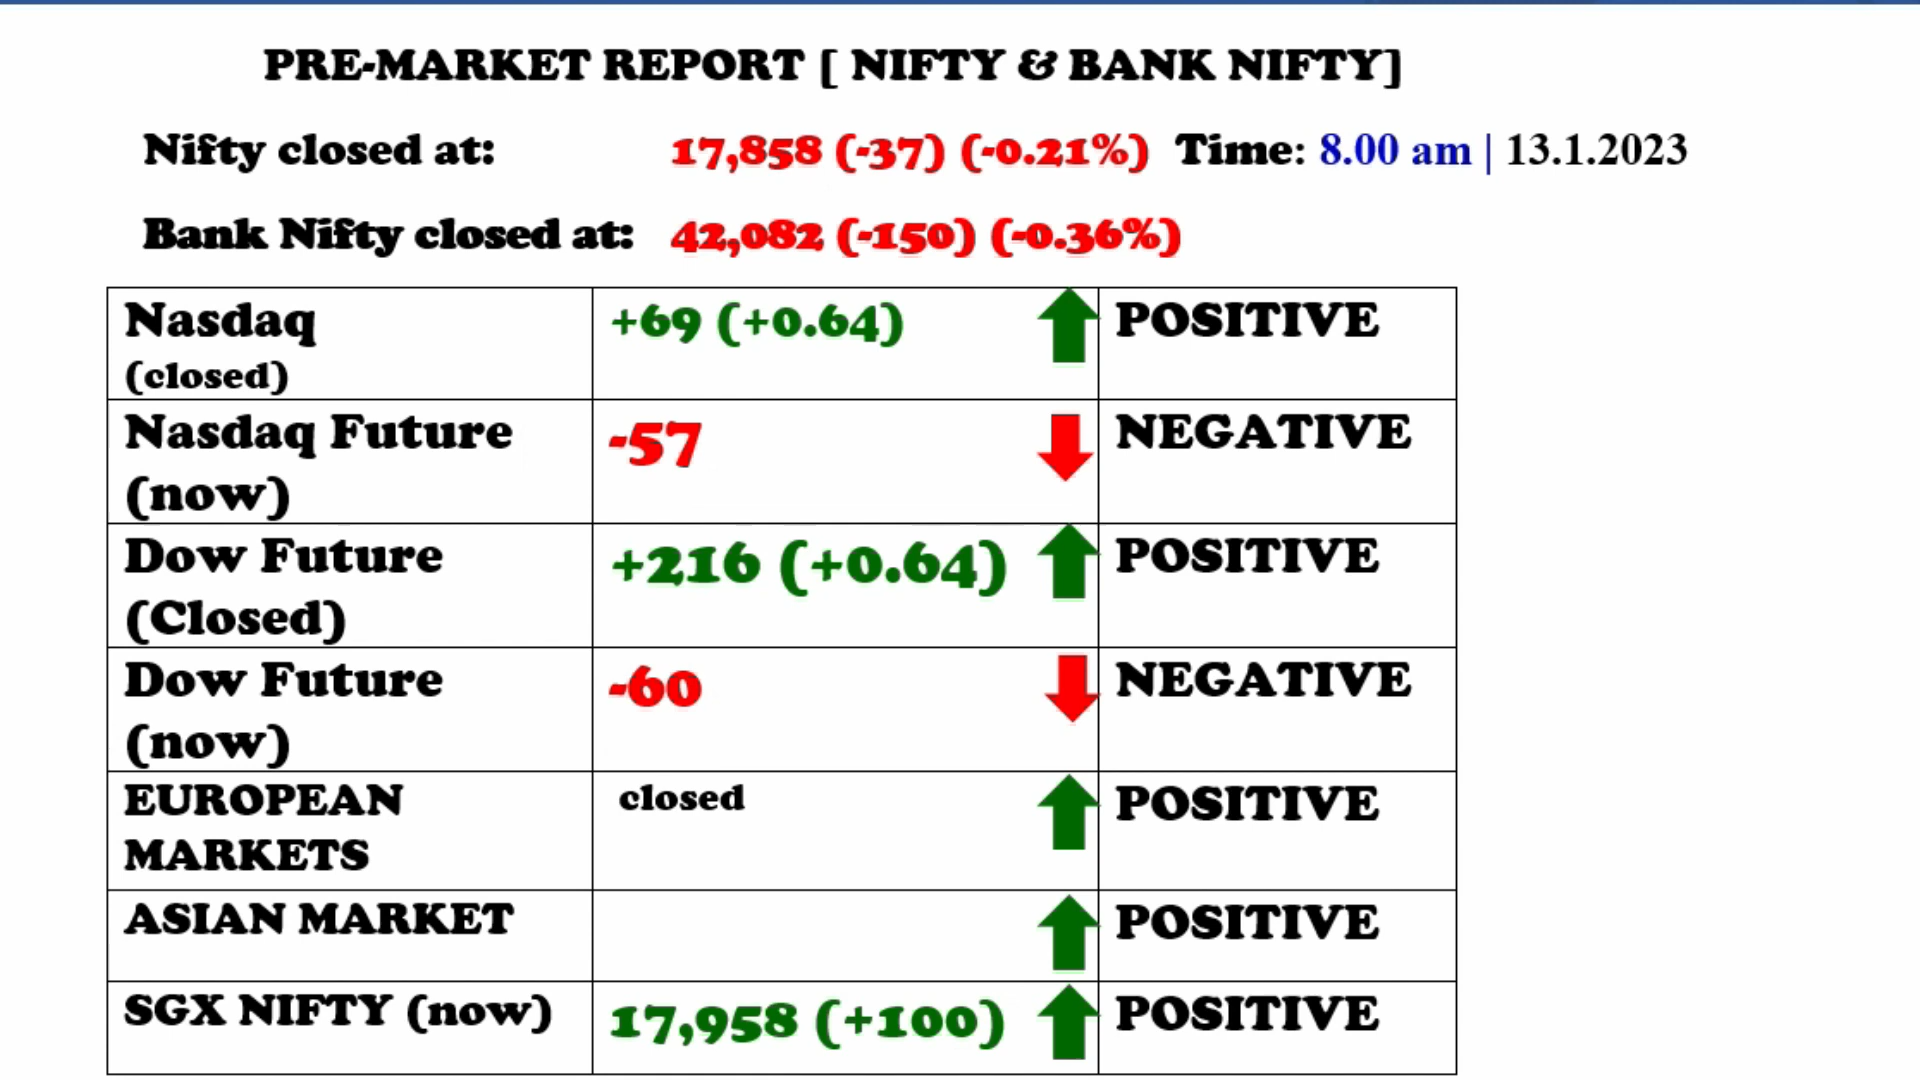 PRE-MARKET REPORT [ NIFTY & BANK NIFTY]
Nifty closed at: 17,858 (-37) (-0.21%) Time: 8.00 am | 13.1.2023
Bank Nifty closed at: 42,082 (-150) (-0.36%)
Nasdaq +69 (+0.64) POSITIVE
(closed)
Nasdaq Future -57 NEGATIVE
(now)
Dow Future +216 (+0.64) POSITIVE
(Closed)
Dow Future -60 NEGATIVE
(now)
EUROPEAN closed POSITIVE
MARKETS
ASIAN MARKET POSITIVE
SGX NIFTY (now) 17,958 (+100) POSITIVE